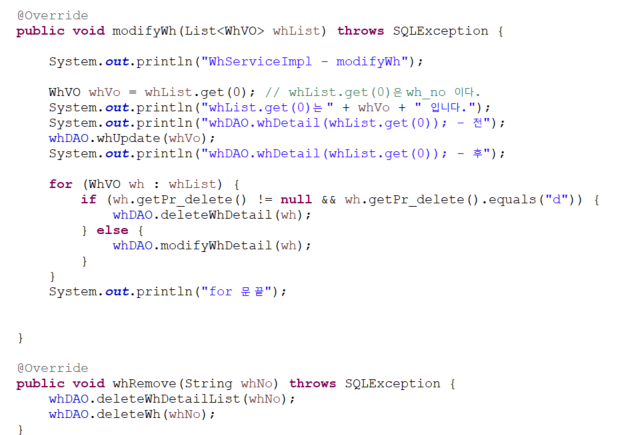 @Override
public void modifyWh(List<WhVO> whList) throws SQLException {
System.out.println("WhServiceImpl - modifyWh");
WhVO whVo = whList.get(0); // whList.get(0)은 wh_no 이다.
System.out.println("whList.get(0)는 " + whVo + " 입니다.");
System.out.println("whDAO.whDetail(whList.get(0)); - 전");
whDAO.whUpdate(whVo);
System.out.println("whDAO.whDetail(whList.get(0)); - 후");
for (WhVO wh : whList) {
if (wh.getPr_delete() != null && wh.getPr_delete().equals("d")) {
whDAO.deleteWhDetail(wh);
} else {
whDAO.modifyWhDetail(wh);
}
}
System.out.println("for 문 끝");
}
@Override
public void whRemove(String whNo) throws SQLException {
whDAO.deleteWhDetailList(whNo);
whDAO.deleteWh(whNo);
}